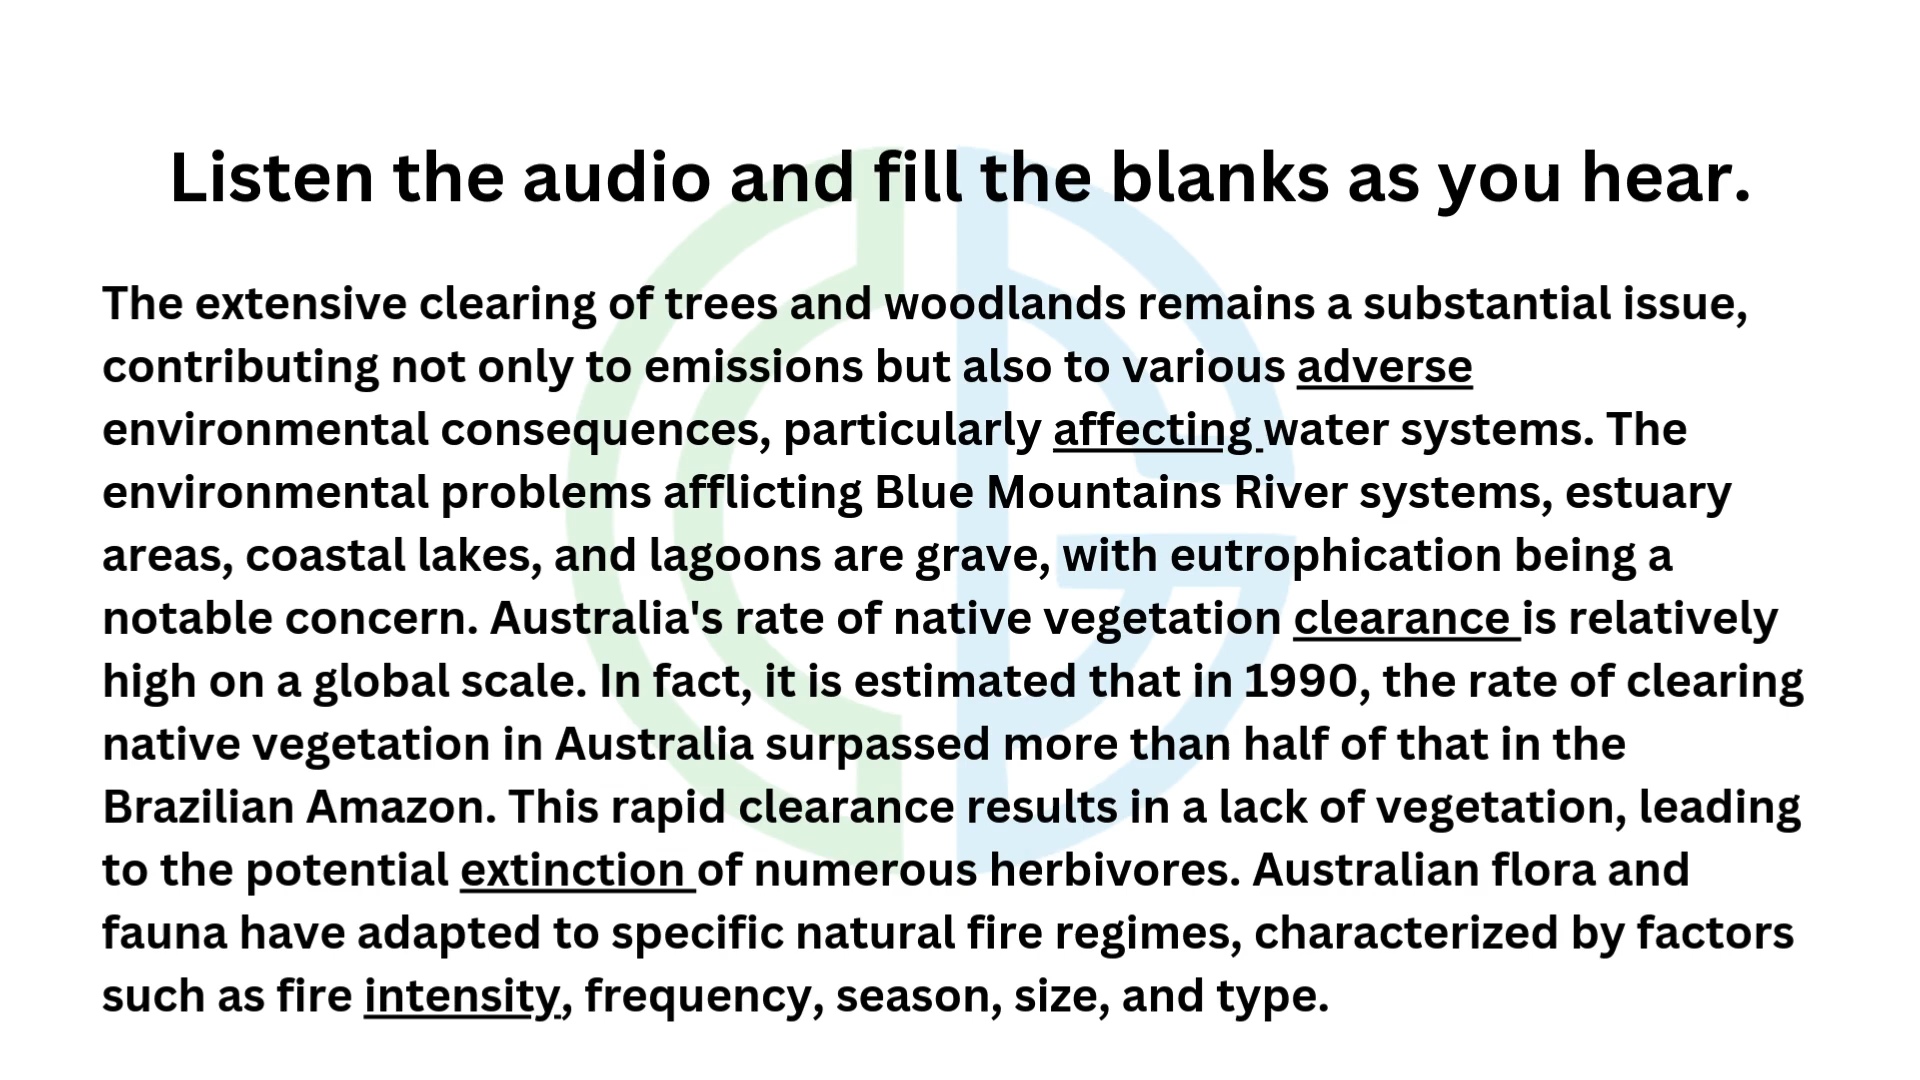 Listen the audio and fill the blanks as you hear.
The extensive clearing of trees and woodlands remains a substantial issue,
contributing not only to emissions but also to various adverse
environmental consequences, particularly affecting water systems. The
environmental problems afflicting Blue Mountains River systems, estuary
areas, coastal lakes, and lagoons are grave, with eutrophication being a
notable concern. Australia's rate of native vegetation clearance is relatively
high on a global scale. In fact, it is estimated that in 1990, the rate of clearing
native vegetation in Australia surpassed more than half of that in the
Brazilian Amazon. This rapid clearance results in a lack of vegetation, leading
to the potential extinction of numerous herbivores. Australian flora and
fauna have adapted to specific natural fire regimes, characterized by factors
such as fire intensity, frequency, season, size, and type.